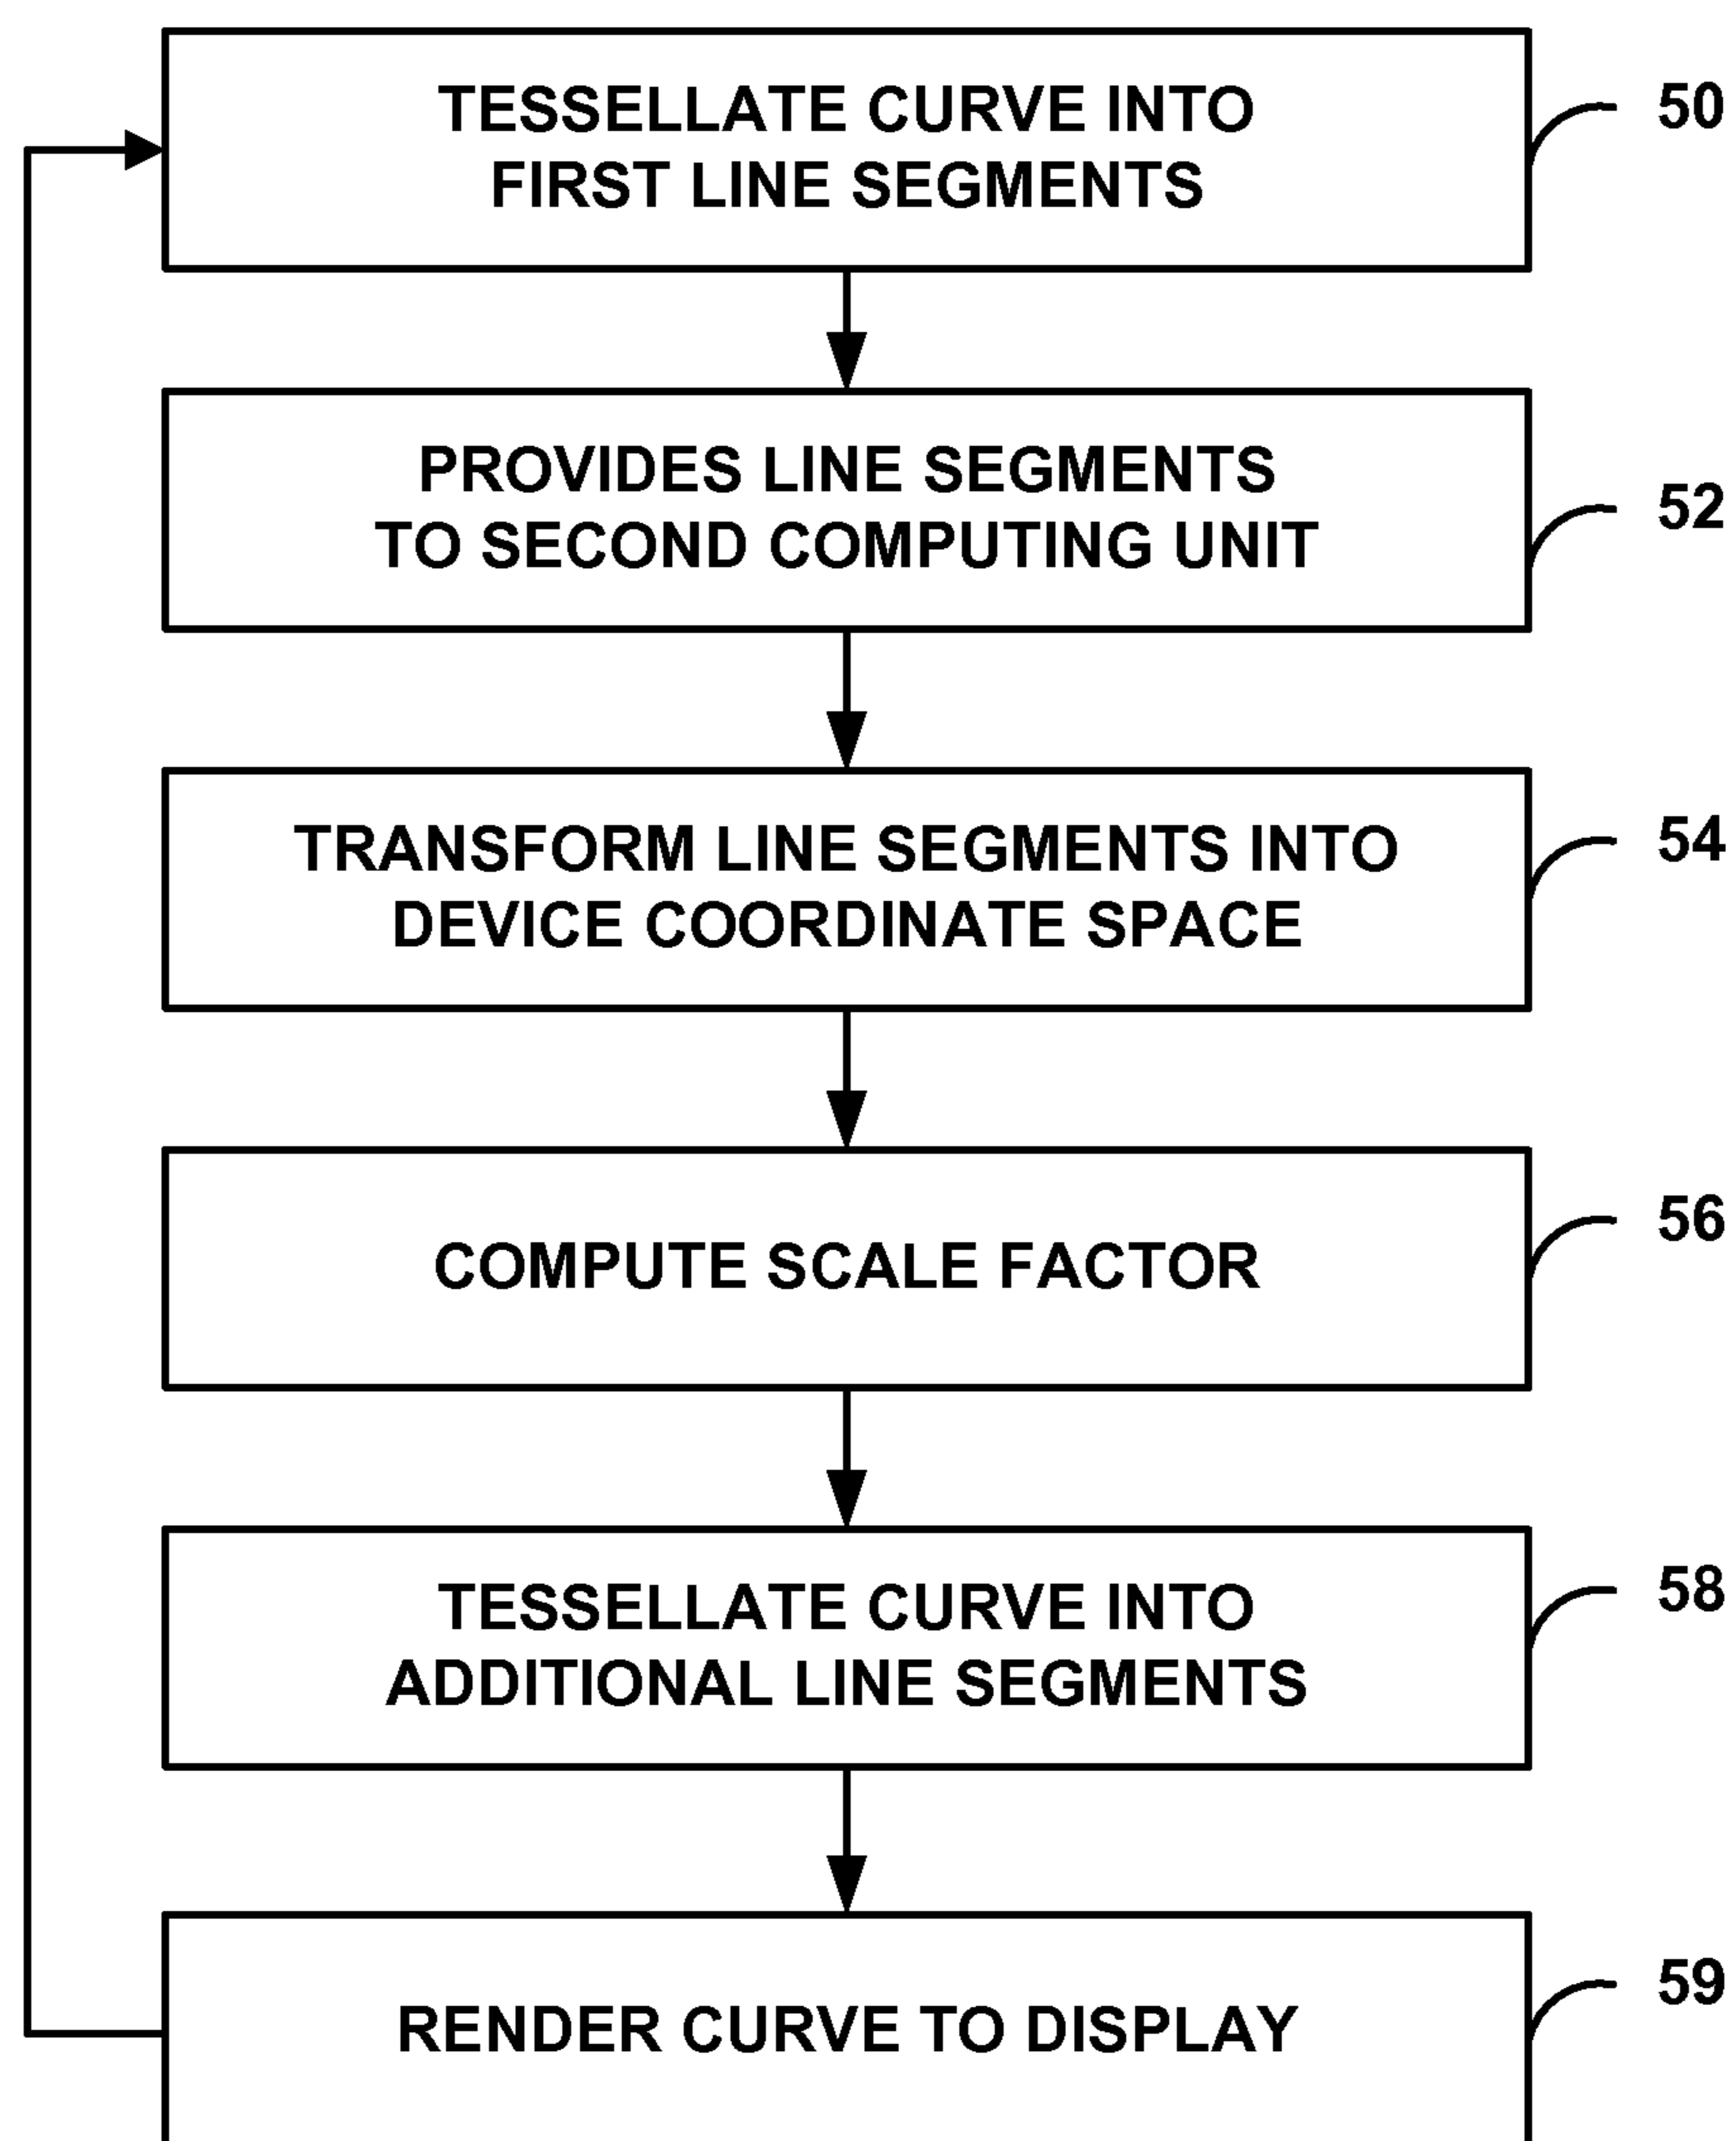 TESSELLATE CURVE INTO
FIRST LINE SEGMENTS
50
PROVIDES LINE SEGMENTS
TO SECOND COMPUTING UNIT
52
TRANSFORM LINE SEGMENTS INTO
DEVICE COORDINATE SPACE
54
COMPUTE SCALE FACTOR
56
TESSELLATE CURVE INTO
ADDITIONAL LINE SEGMENTS
58
RENDER CURVE TO DISPLAY
59